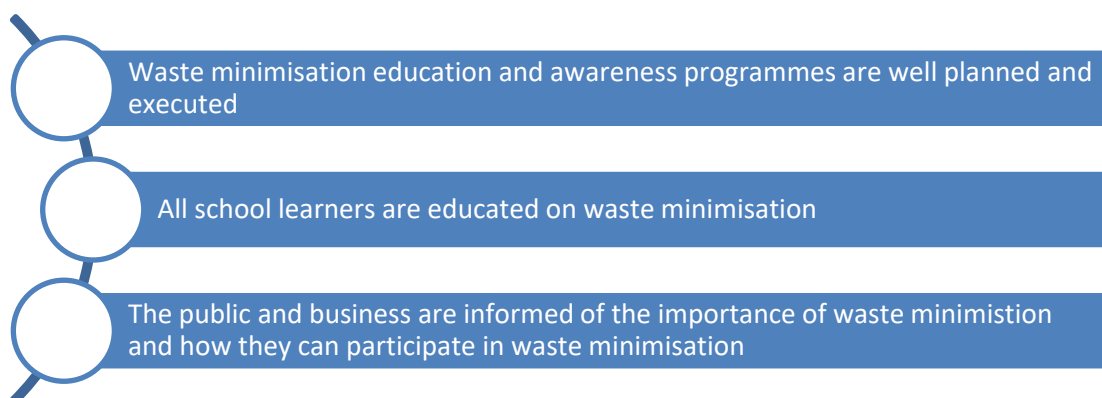 Waste minimisation education and awareness programmes are well planned and
executed
All school learners are educated on waste minimisation
The public and business are informed of the importance of waste minimistion
and how they can participate in waste minimisation